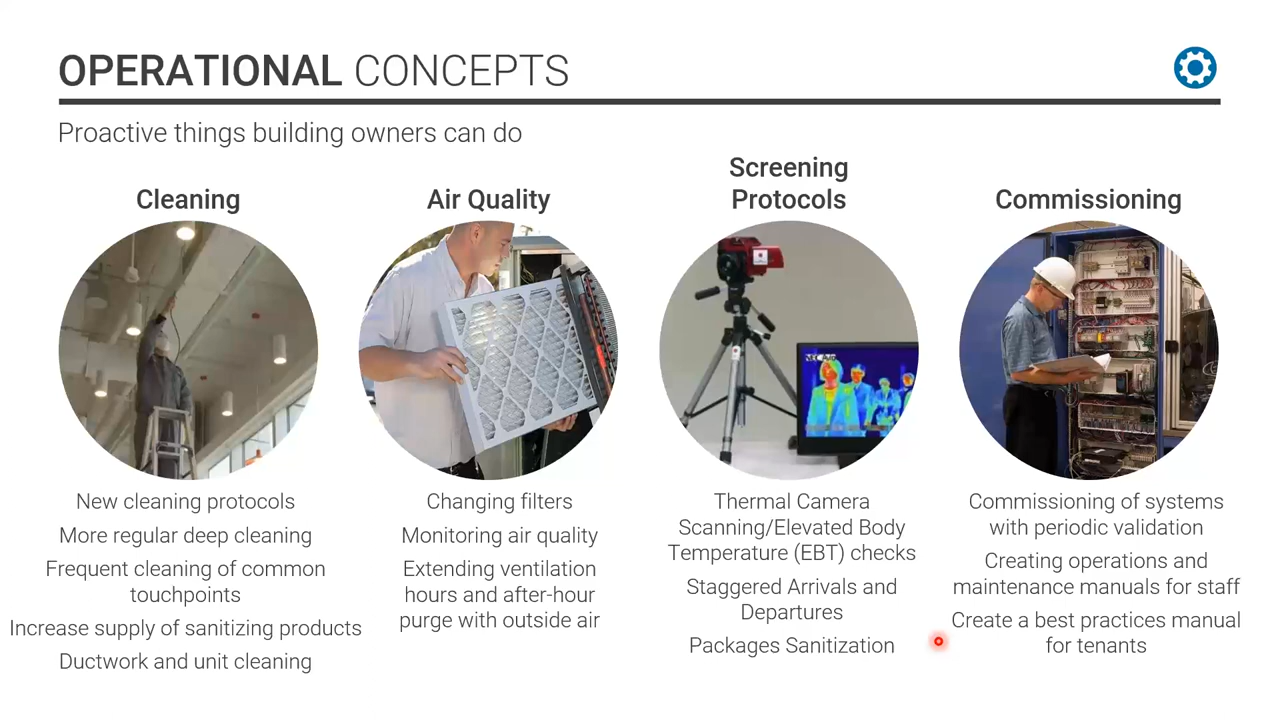 OPERATIONAL CONCEPTS
Proactive things building owners can do
Cleaning
New cleaning protocols
More regular deep cleaning
Frequent cleaning of common
touchpoints
Increase supply of sanitizing products
Ductwork and unit cleaning
Air Quality
Changing filters
Monitoring air quality
Extending ventilation
hours and after-hour
purge with outside air
Screening
Protocols
Thermal Camera
Scanning/Elevated Body
Temperature (EBT) checks
Staggered Arrivals and
Departures
Packages Sanitization
Commissioning
Commissioning of systems
with periodic validation
Creating operations and
maintenance manuals for staff
Create a best practices manual
for tenants